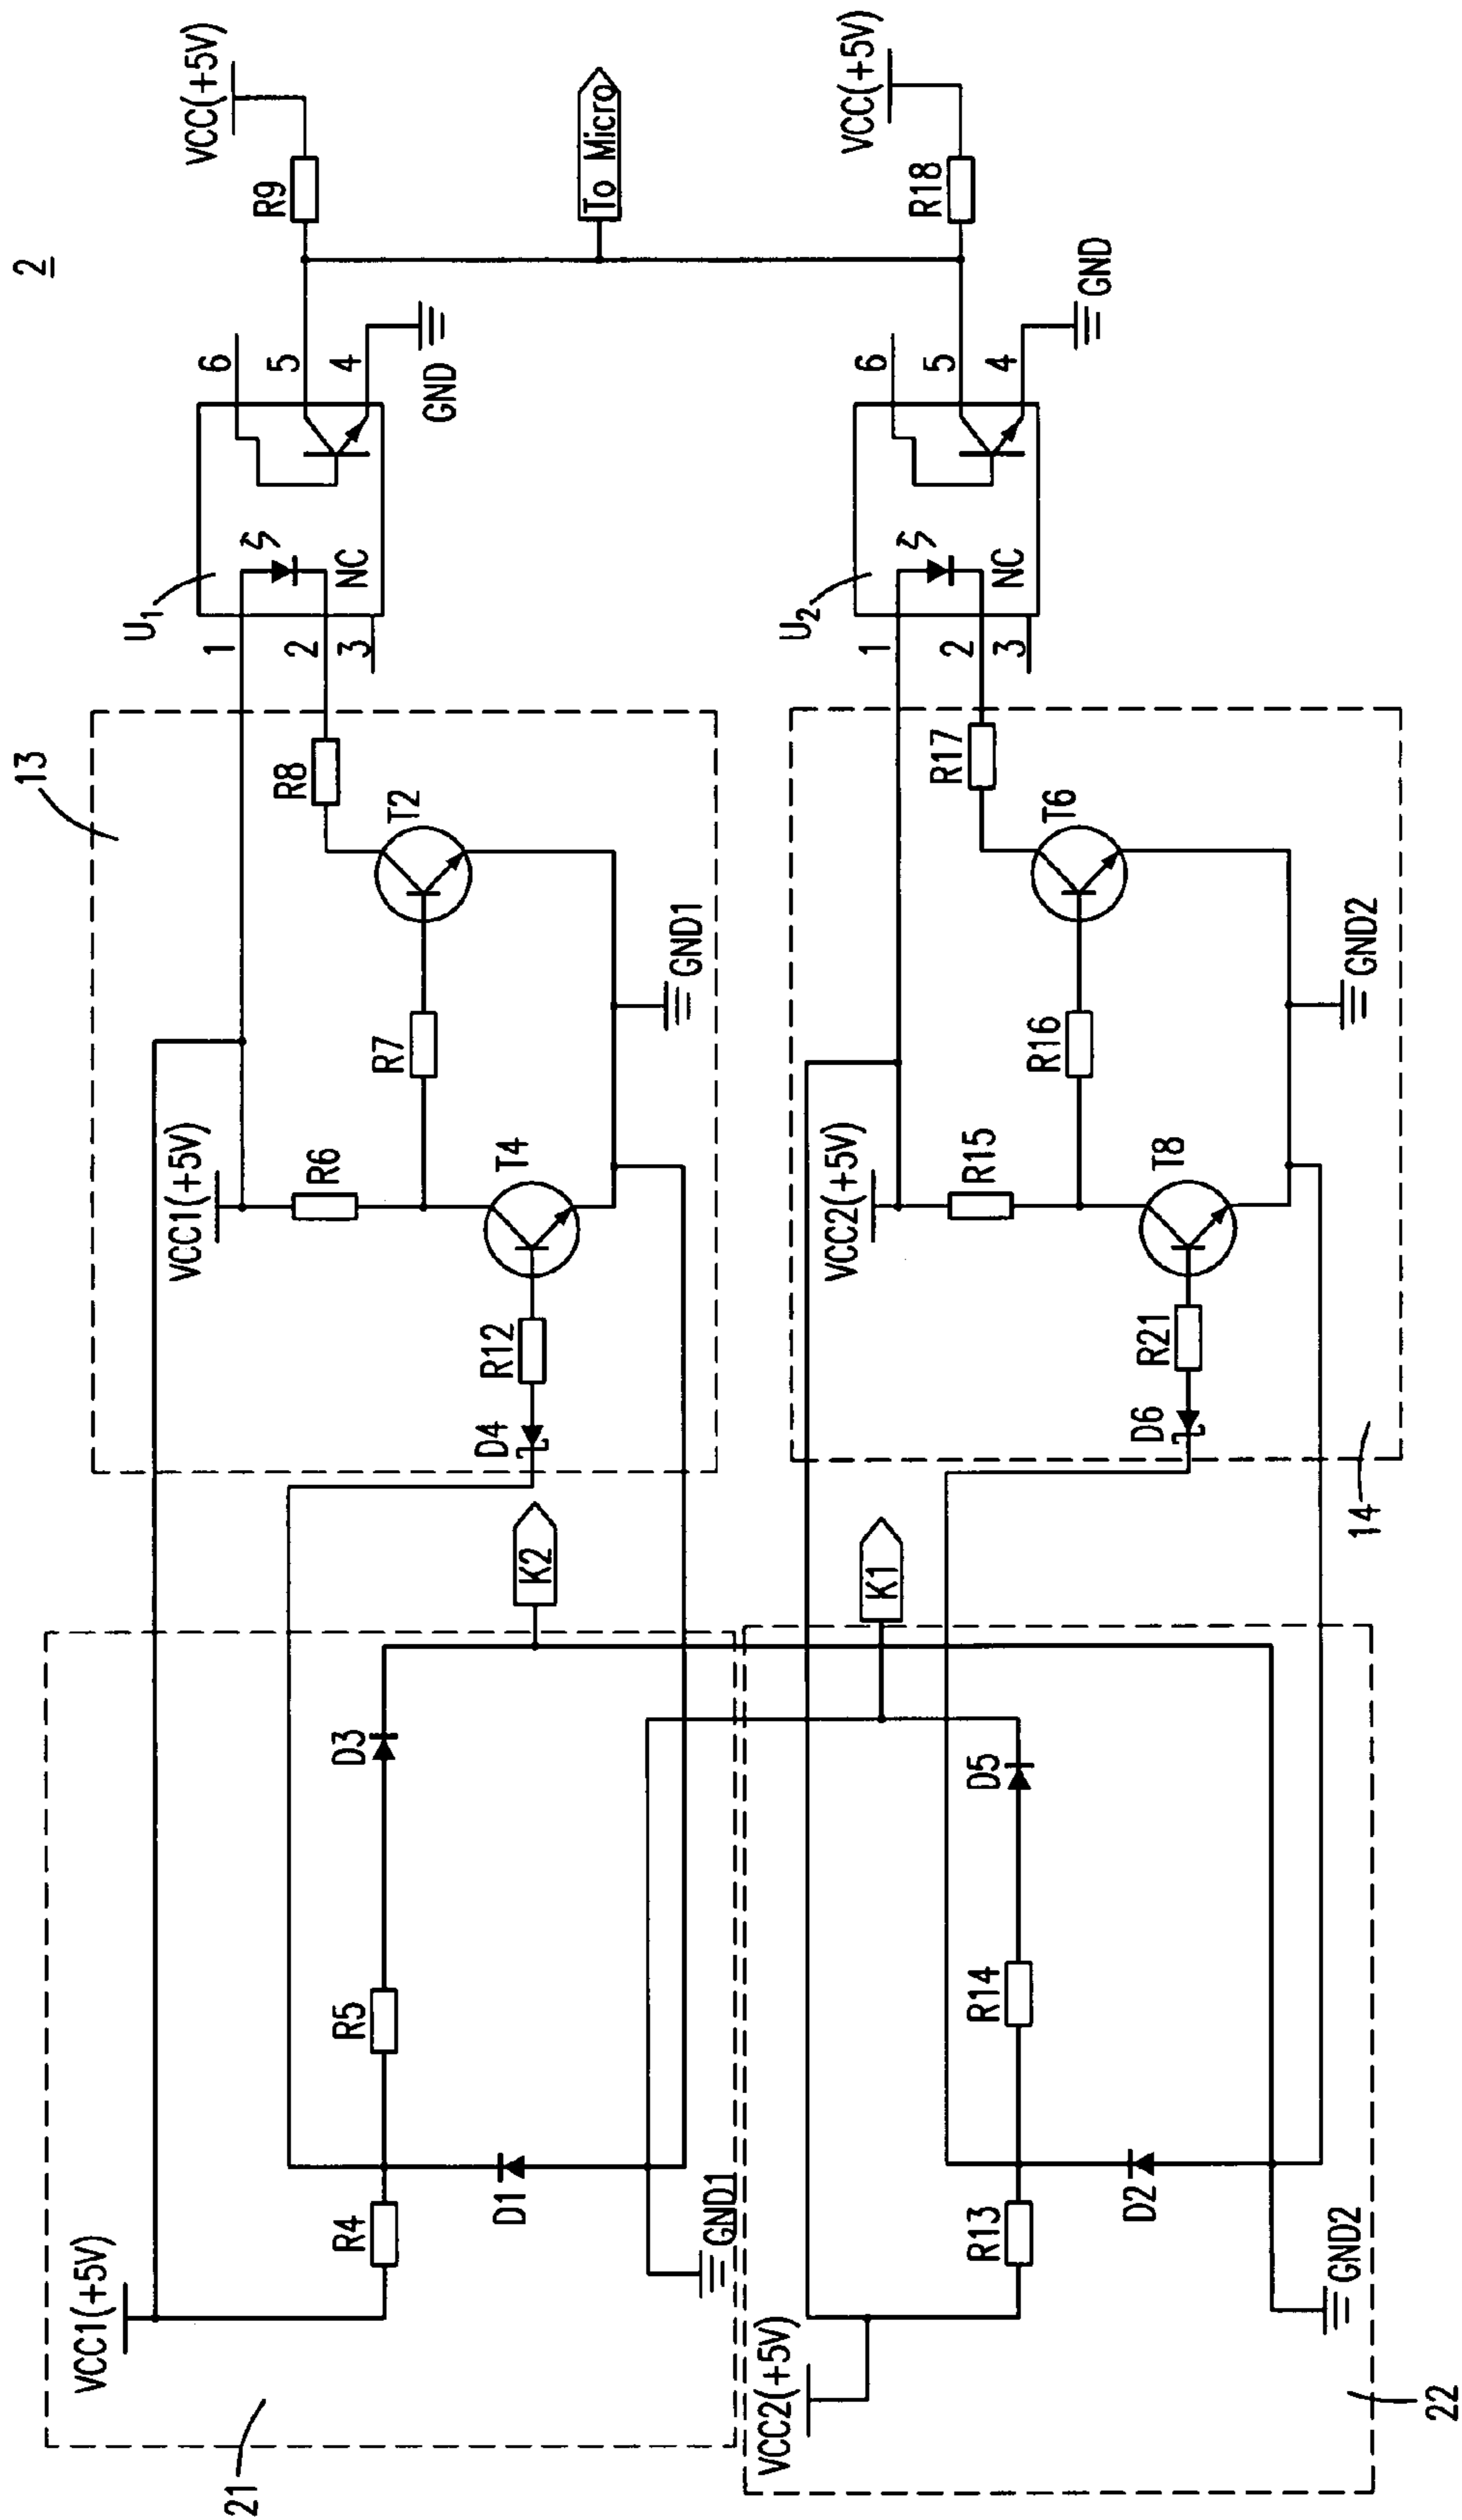 2
VCC(+5V)
R9
To Micro
VCC(+5V)
R18
U1
1
2
3
NC
6
5
4
GND
U2
1
2
3
NC
6
5
4
GND
13
VCC1(+5V)
R6
R7
R8
T2
T4
R12
D4
GND1
VCC2(+5V)
R15
R16
R17
T6
T8
R21
D6
GND2
14
K2
K1
VCC1(+5V)
R4
R5
D3
D1
GND1
21
VCC2(+5V)
R13
R14
D5
D2
GND2
22